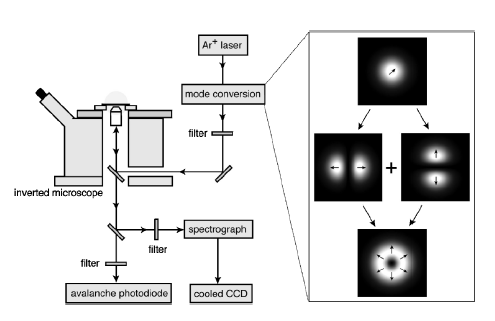 Ar+ laser
mode conversion
filter
inverted microscope
+
spectrograph
filter
filter
avalanche photodiode
cooled CCD